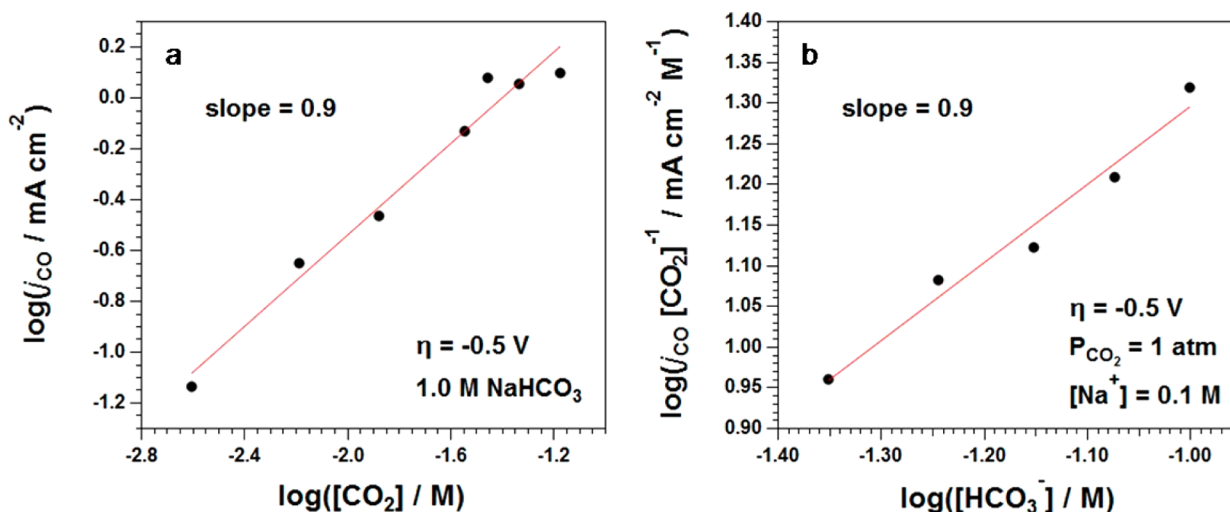 a
slope = 0.9
η = -0.5 V
1.0 M NaHCO₃
log(j_CO / mA cm⁻²)
0.2
0.0
-0.2
-0.4
-0.6
-0.8
-1.0
-1.2
-2.8
-2.4
-2.0
-1.6
-1.2
log([CO₂] / M)
b
slope = 0.9
η = -0.5 V
P_CO₂ = 1 atm
[Na⁺] = 0.1 M
log(j_CO [CO₂]⁻¹ / mA cm⁻² M⁻¹)
1.40
1.35
1.30
1.25
1.20
1.15
1.10
1.05
1.00
0.95
0.90
-1.40
-1.30
-1.20
-1.10
-1.00
log([HCO₃⁻] / M)